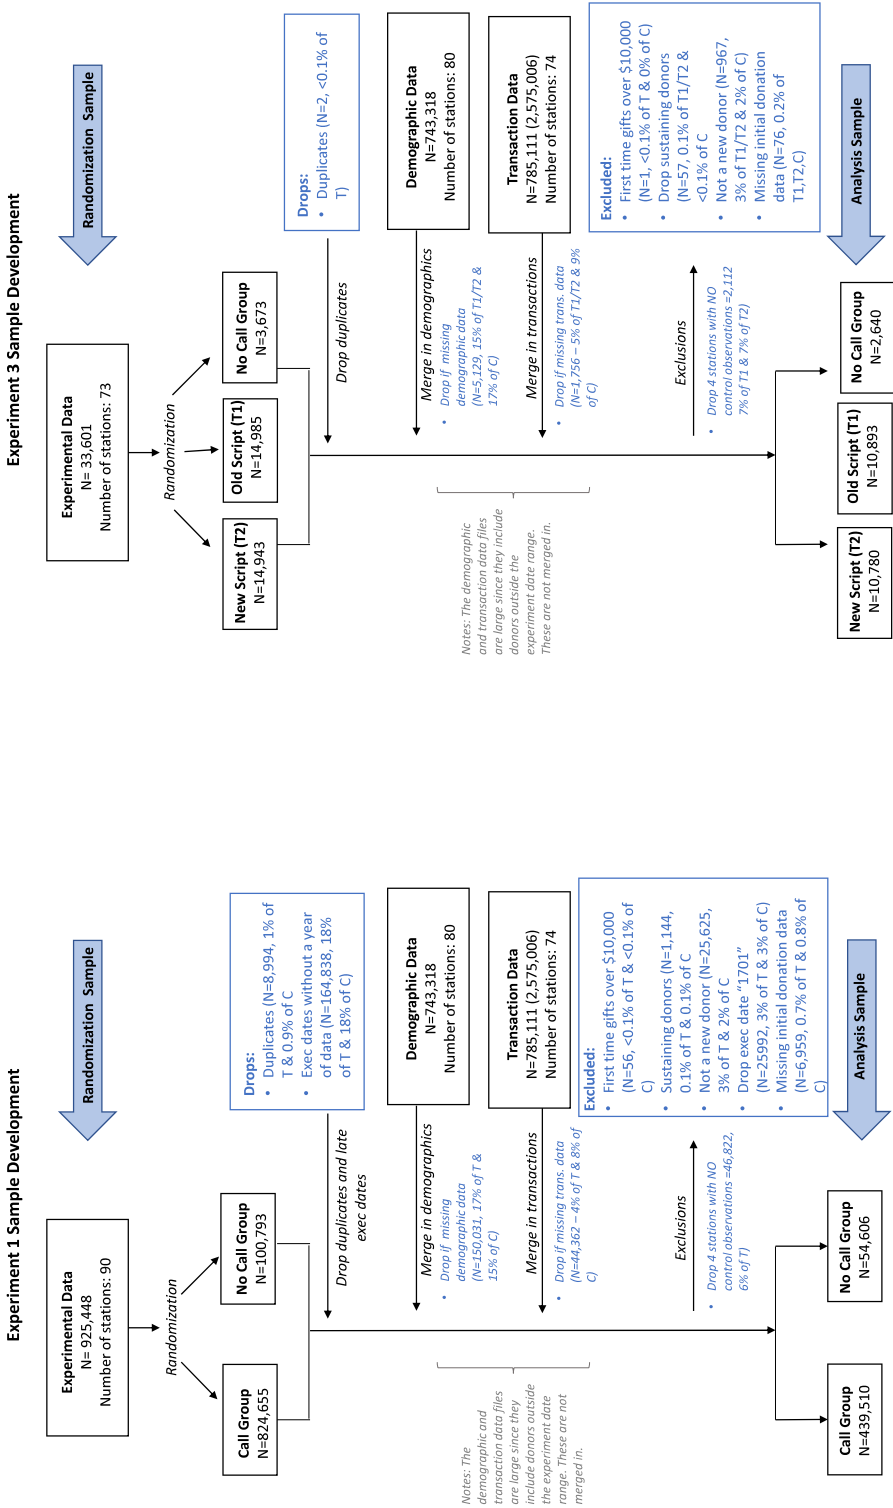 Experiment 1 Sample Development
Randomization Sample
Experimental Data
N= 925,448
Number of stations: 90
Randomization
Call Group
N=824,655
No Call Group
N=100,793
Drops:
• Duplicates (N=8,994, 1% of
T & 0.9% of C
• Exec dates without a year
of data (N=164,838, 18%
of T & 18% of C)
Drop duplicates and late
exec dates
Demographic Data
N=743,318
Number of stations: 80
Merge in demographics
• Drop if missing
demographic data
(N=150,031, 17% of T &
15% of C)
Transaction Data
N=785,111 (2,575,006)
Number of stations: 74
Merge in transactions
• Drop if missing trans. data
(N=44,362 – 4% of T & 8% of
C)
Notes: The
demographic and
transaction data files
are large since they
include donors outside
the experiment date
range. These are not
merged in.
Excluded:
• First time gifts over $10,000
(N=56, <0.1% of T & <0.1% of
C)
• Sustaining donors (N=1,144,
0.1% of T & 0.1% of C
• Not a new donor (N=25,625,
3% of T & 2% of C
• Drop exec date "1701"
(N=25992, 3% of T & 3% of C)
• Missing initial donation data
(N=6,959, 0.7% of T & 0.8% of
C)
Exclusions
• Drop 4 stations with NO
control observations =46,822,
6% of T)
Analysis Sample
Call Group
N=439,510
No Call Group
N=54,606
Experiment 3 Sample Development
Randomization Sample
Experimental Data
N= 33,601
Number of stations: 73
Randomization
New Script (T2)
N=14,943
Old Script (T1)
N=14,985
No Call Group
N=3,673
Drops:
• Duplicates (N=2, <0.1% of
T)
Drop duplicates
Demographic Data
N=743,318
Number of stations: 80
Merge in demographics
• Drop if missing
demographic data
(N=5,129, 15% of T1/T2 &
17% of C)
Transaction Data
N=785,111 (2,575,006)
Number of stations: 74
Merge in transactions
• Drop if missing trans. data
(N=1,756 – 5% of T1/T2 & 9%
of C)
Notes: The demographic
and transaction data files
are large since they include
donors outside the
experiment date range.
These are not merged in.
Excluded:
• First time gifts over $10,000
(N=1, <0.1% of T & 0% of C)
• Drop sustaining donors
(N=57, 0.1% of T1/T2 &
<0.1% of C
• Not a new donor (N=967,
3% of T1/T2 & 2% of C)
• Missing initial donation
data (N=76, 0.2% of
T1,T2,C)
Exclusions
• Drop 4 stations with NO
control observations =2,112
7% of T1 & 7% of T2)
Analysis Sample
New Script (T2)
N=10,780
Old Script (T1)
N=10,893
No Call Group
N=2,640